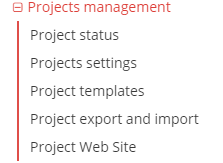 Projects management
Project status
Projects settings
Project templates
Project export and import
Project Web Site